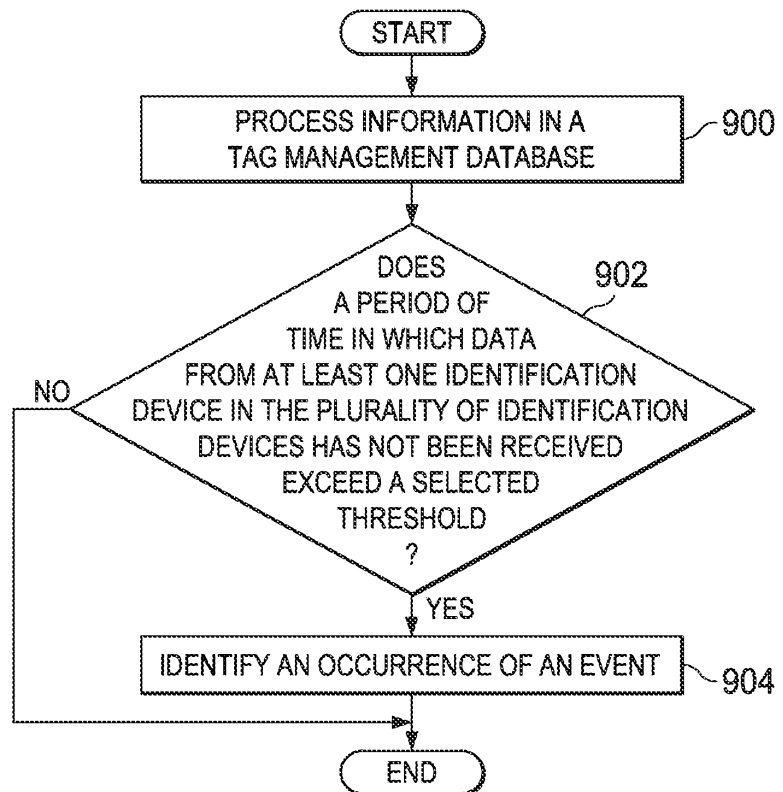 START
PROCESS INFORMATION IN A
TAG MANAGEMENT DATABASE
900
DOES
A PERIOD OF
TIME IN WHICH DATA
FROM AT LEAST ONE IDENTIFICATION
DEVICE IN THE PLURALITY OF IDENTIFICATION
DEVICES HAS NOT BEEN RECEIVED
EXCEED A SELECTED
THRESHOLD
?
902
NO
YES
IDENTIFY AN OCCURRENCE OF AN EVENT
904
END